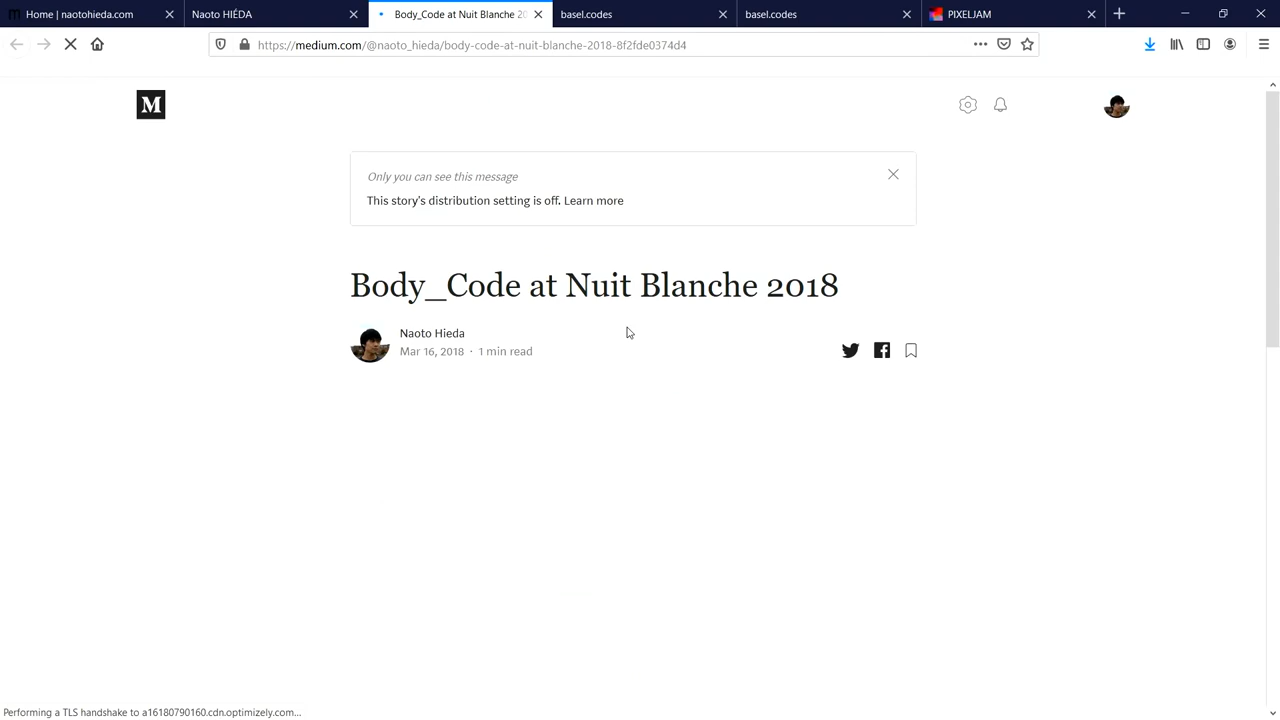 Home | naotohieda.com
Naoto HIÉDA
Body_Code at Nuit Blanche 20
basel.codes
basel.codes
PIXELJAM
https://medium.com/@naoto_hieda/body-code-at-nuit-blanche-2018-8f2fde0374d4
M
Only you can see this message
This story's distribution setting is off. Learn more
Body_Code at Nuit Blanche 2018
Naoto Hieda
Mar 16, 2018 · 1 min read
Performing a TLS handshake to a16180790160.cdn.optimizely.com...